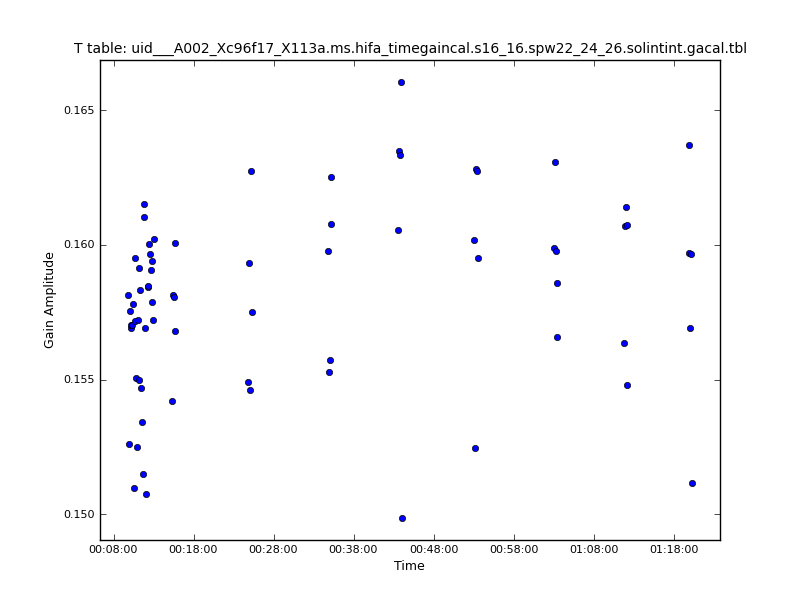 T table: uid___A002_Xc96f17_X113a.ms.hifa_timegaincal.s16_16.spw22_24_26.solintint.gacal.tbl
Gain Amplitude
0.165
0.160
0.155
0.150
00:08:00 00:18:00 00:28:00 00:38:00 00:48:00 00:58:00 01:08:00 01:18:00
Time